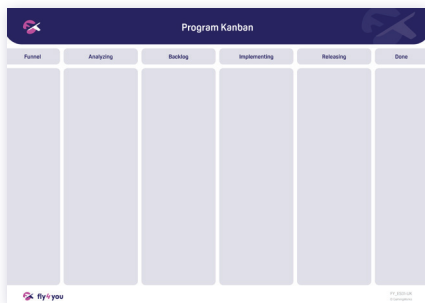 Program Kanban
Funnel
Analyzing
Backlog
Implementing
Releasing
Done
fly4you